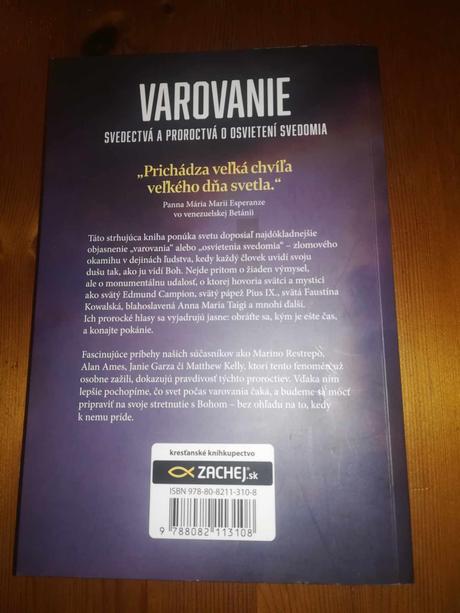 VAROVANIE
SVEDECTVÁ A PROROCTVÁ O OSVIETENÍ SVEDOMIA
„Prichádza veľká chvíľa
veľkého dňa svetla.“
Panna Mária Marii Esperanze
vo venezuelskej Betánii
Táto strhujúca kniha ponúka svetu doposiaľ najdôkladnejšie
objasnenie „varovania“ alebo „osvietenia svedomia“ – zlomového
okamihu v dejinách ľudstva, kedy každý človek uvidí svoju
dušu tak, ako ju vidí Boh. Nejde pritom o žiaden výmysel,
ale o monumentálnu udalosť, o ktorej hovoria svätci a mystici
ako svätý Edmund Campion, svätý pápež Pius IX., svätá Faustína
Kowalská, blahoslavená Anna Maria Taigi a mnohí ďalší.
Ich prorocké hlasy sa vyjadrujú jasne: obráťte sa, kým je ešte čas,
a konajte pokánie.
Fascinujúce príbehy našich súčasníkov ako Marino Restrepo,
Alan Ames, Janie Garza či Matthew Kelly, ktorí tento fenomén už
osobne zažili, dokazujú pravdivosť týchto proroctiev. Vďaka nim
lepšie pochopíme, čo svet počas varovania čaká, a budeme sa môcť
pripraviť na svoje stretnutie s Bohom – bez ohľadu na to, kedy
k nemu príde.
kresťanské kníhkupectvo
ZACHEJ.sk
ISBN 978-80-8211-310-8
9 788082 113108